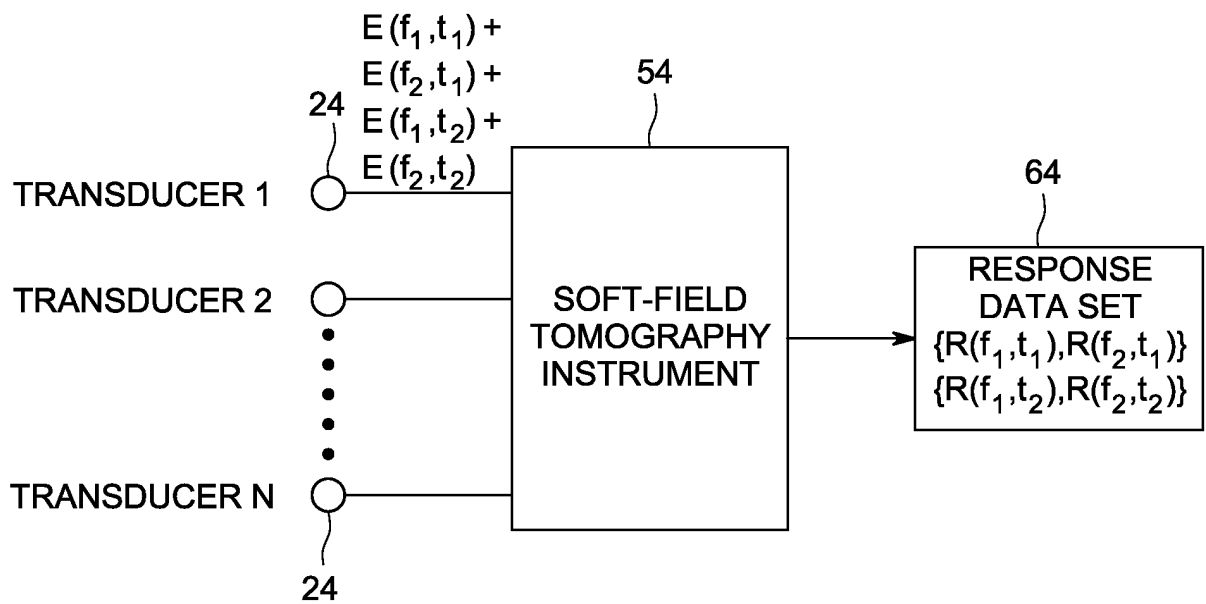 E(f₁,t₁)+
E(f₂,t₁)+
E(f₁,t₂)+
E(f₂,t₂)
24
54
64
TRANSDUCER 1
TRANSDUCER 2
TRANSDUCER N
24
SOFT-FIELD
TOMOGRAPHY
INSTRUMENT
RESPONSE
DATA SET
{R(f₁,t₁),R(f₂,t₁)}
{R(f₁,t₂),R(f₂,t₂)}